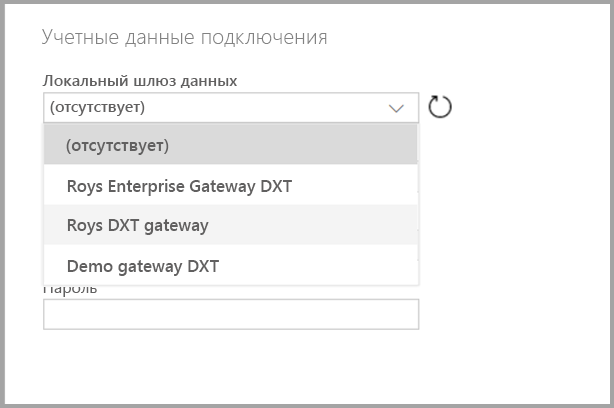 Учетные данные подключения
Локальный шлюз данных
(отсутствует)
(отсутствует)
Roys Enterprise Gateway DXT
Roys DXT gateway
Demo gateway DXT
Пароль